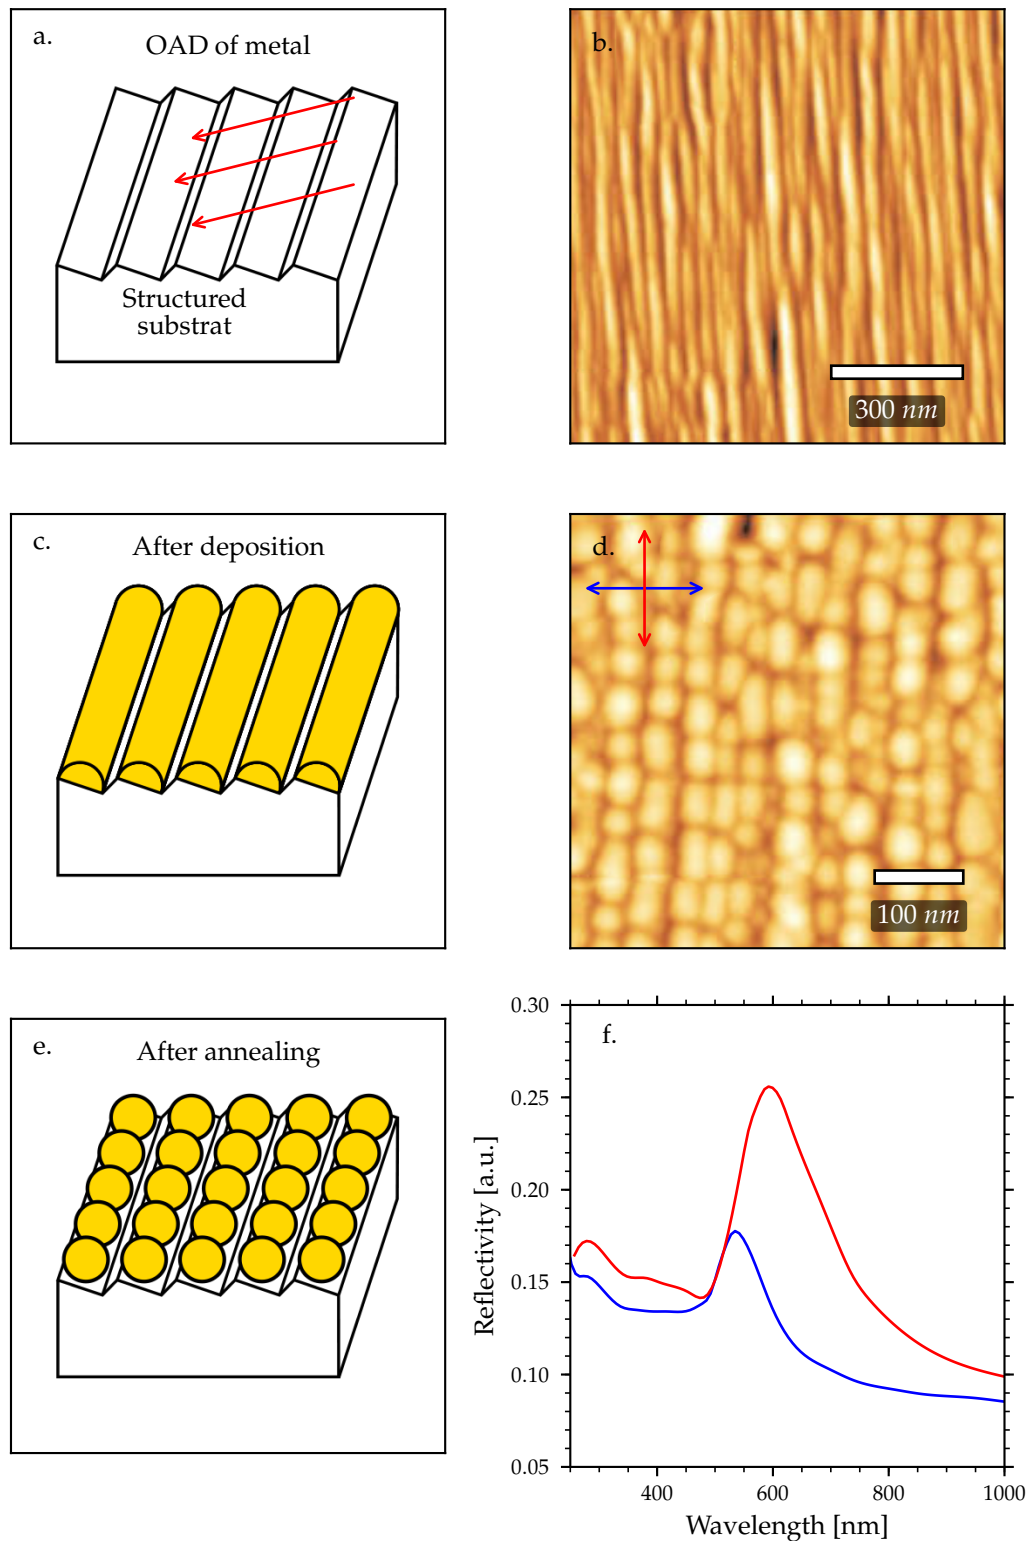 a.
OAD of metal
Structured
substrat
b.
300 nm
c.
After deposition
d.
100 nm
e.
After annealing
f.
0.30
0.25
0.20
0.15
0.10
0.05
Reflectivity [a.u.]
400
600
800
1000
Wavelength [nm]